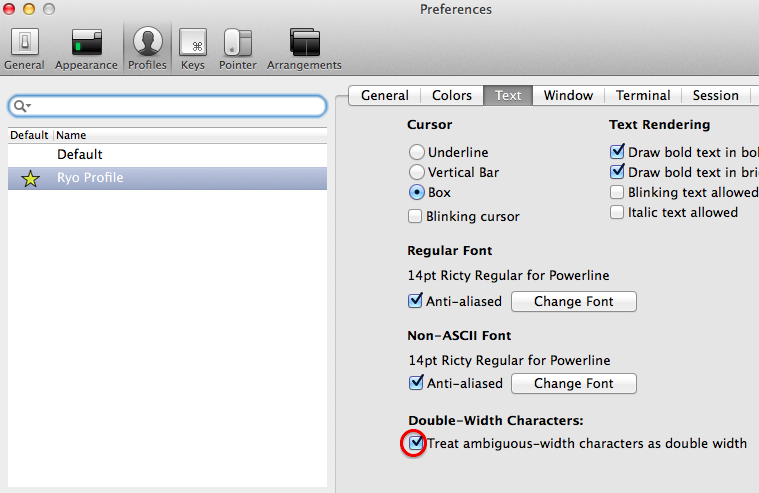 Preferences
General Appearance Profiles Keys Pointer Arrangements
General Colors Text Window Terminal Session
Default Name
Default
Ryo Profile
Cursor
Underline
Vertical Bar
Box
Blinking cursor
Text Rendering
Draw bold text in bol
Draw bold text in bri
Blinking text allowed
Italic text allowed
Regular Font
14pt Ricty Regular for Powerline
Anti-aliased Change Font
Non-ASCII Font
14pt Ricty Regular for Powerline
Anti-aliased Change Font
Double-Width Characters:
Treat ambiguous-width characters as double width